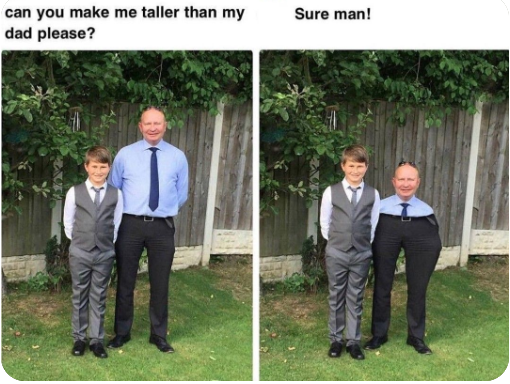 can you make me taller than my
dad please?
Sure man!